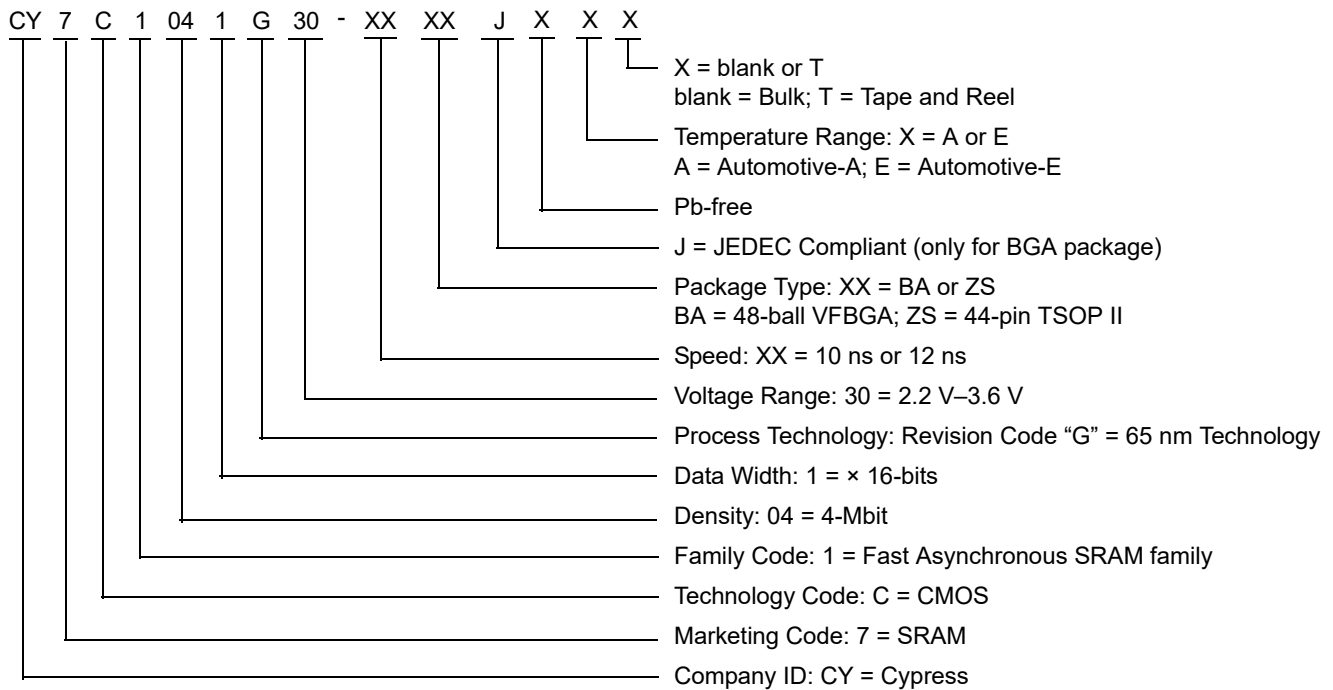 CY 7 C 1 04 1 G 30 - XX XX J X X X
X = blank or T
blank = Bulk; T = Tape and Reel
Temperature Range: X = A or E
A = Automotive-A; E = Automotive-E
Pb-free
J = JEDEC Compliant (only for BGA package)
Package Type: XX = BA or ZS
BA = 48-ball VFBGA; ZS = 44-pin TSOP II
Speed: XX = 10 ns or 12 ns
Voltage Range: 30 = 2.2 V–3.6 V
Process Technology: Revision Code “G” = 65 nm Technology
Data Width: 1 = × 16-bits
Density: 04 = 4-Mbit
Family Code: 1 = Fast Asynchronous SRAM family
Technology Code: C = CMOS
Marketing Code: 7 = SRAM
Company ID: CY = Cypress